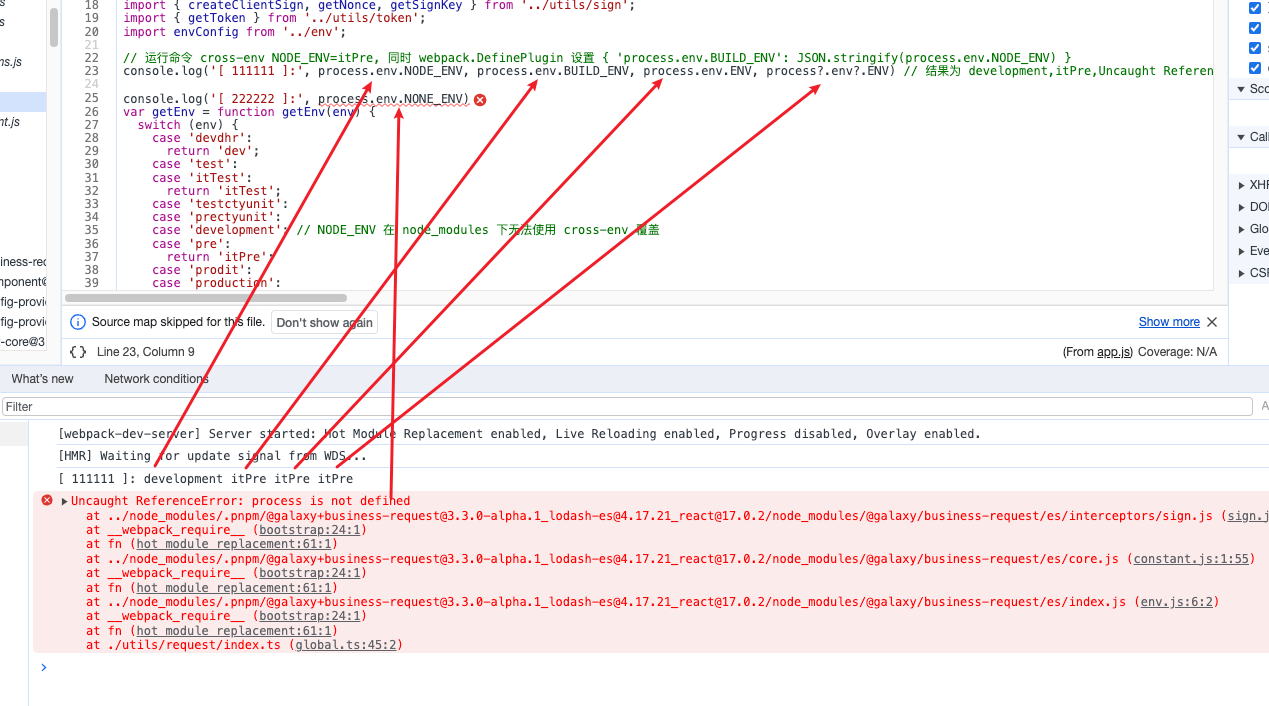 s
18 import { createClientSign, getNonce, getSignKey } from '../utils/sign';
s
19 import { getToken } from '../utils/token';
20 import envConfig from '../env';
21
ms.js
22 // 运行命令 cross-env NODE_ENV=itPre, 同时 webpack.DefinePlugin 设置 { 'process.env.BUILD_ENV': JSON.stringify(process.env.NODE_ENV) }
23 console.log('[ 111111 ]:', process.env.NODE_ENV, process.env.BUILD_ENV, process.env.ENV, process?.env?.ENV) // 结果为 development,itPre,Uncaught Referen
24
Sco
25 console.log('[ 222222 ]:', process.env.NONE_ENV)
26 var getEnv = function getEnv(env) {
nt.js
27 switch (env) {
28 case 'devdhr':
Call
29 return 'dev';
30 case 'test':
31 case 'itTest':
32 return 'itTest';
XHR
33 case 'testctyunit':
34 case 'prectyunit':
DOM
35 case 'development': // NODE_ENV 在 node_modules 下无法使用 cross-env 覆盖
Glo
36 case 'pre':
37 return 'itPre';
Eve
siness-req
38 case 'prodit':
CSP
mponent@
39 case 'production':
fig-provi
fig-provi
Source map skipped for this file. Don't show again Show more
-core@3
{ } Line 23, Column 9 (From app.js) Coverage: N/A
What's new Network conditions
Filter
[webpack-dev-server] Server started: Hot Module Replacement enabled, Live Reloading enabled, Progress disabled, Overlay enabled.
[HMR] Waiting for update signal from WDS...
[ 111111 ]: development itPre itPre itPre
Uncaught ReferenceError: process is not defined
at ../node_modules/.pnpm/@galaxy+business-request@3.3.0-alpha.1_lodash-es@4.17.21_react@17.0.2/node_modules/@galaxy/business-request/es/interceptors/sign.js (sign.j
at __webpack_require__ (bootstrap:24:1)
at fn (hot module replacement:61:1)
at ../node_modules/.pnpm/@galaxy+business-request@3.3.0-alpha.1_lodash-es@4.17.21_react@17.0.2/node_modules/@galaxy/business-request/es/core.js (constant.js:1:55)
at __webpack_require__ (bootstrap:24:1)
at fn (hot module replacement:61:1)
at ../node_modules/.pnpm/@galaxy+business-request@3.3.0-alpha.1_lodash-es@4.17.21_react@17.0.2/node_modules/@galaxy/business-request/es/index.js (env.js:6:2)
at __webpack_require__ (bootstrap:24:1)
at fn (hot module replacement:61:1)
at ./utils/request/index.ts (global.ts:45:2)